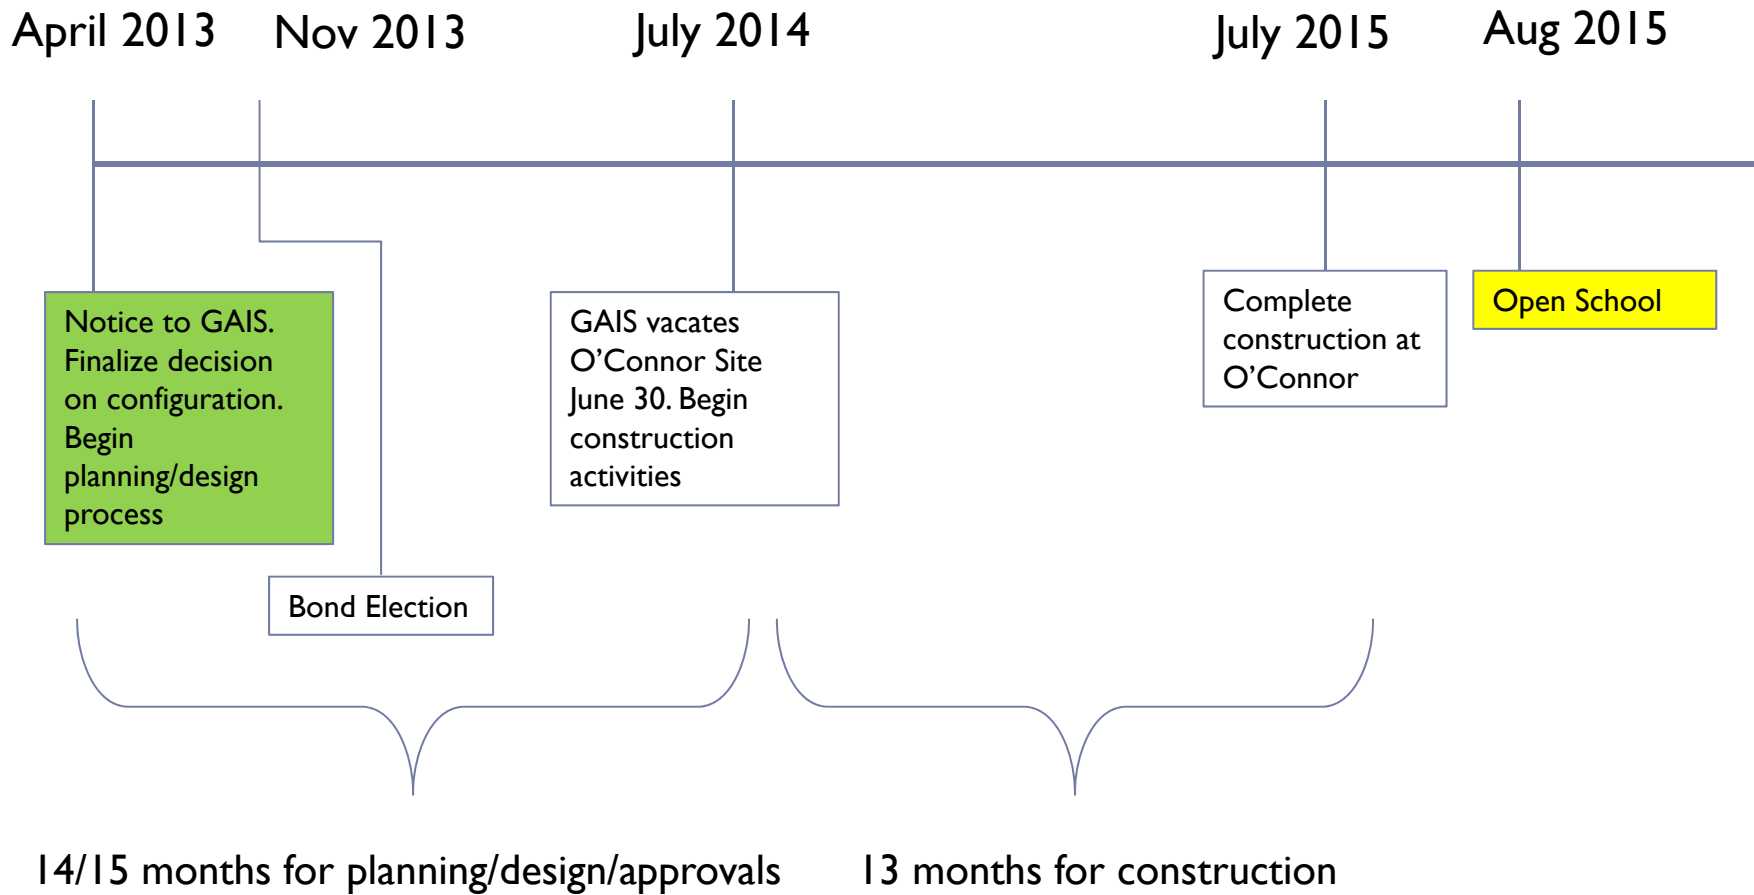 April 2013
Nov 2013
July 2014
July 2015
Aug 2015
Notice to GAIS.
Finalize decision
on configuration.
Begin
planning/design
process
Bond Election
GAIS vacates
O’Connor Site
June 30. Begin
construction
activities
Complete
construction at
O’Connor
Open School
14/15 months for planning/design/approvals
13 months for construction